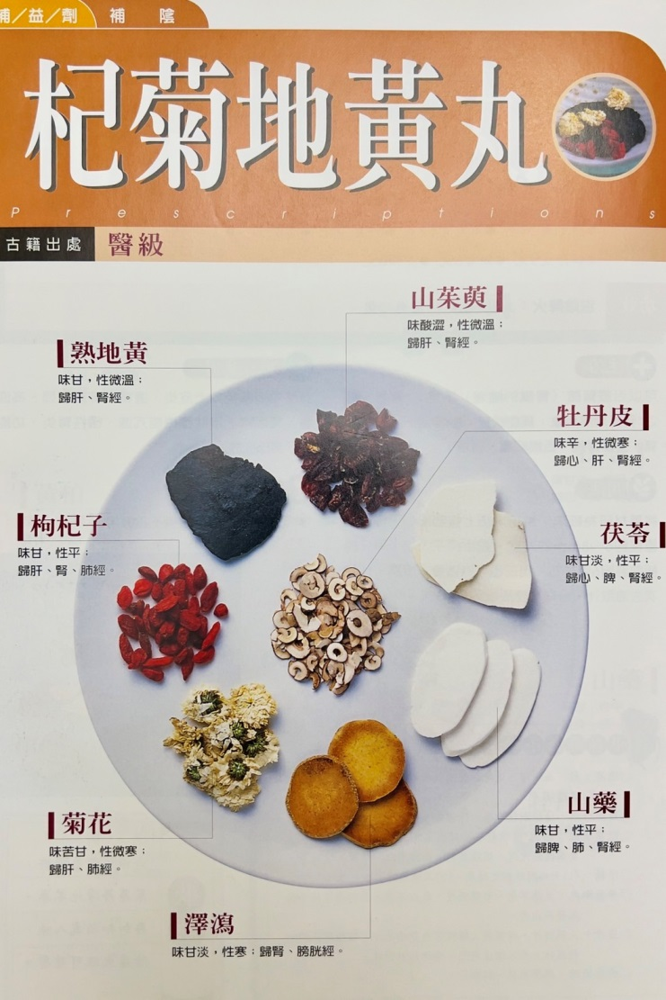 補／益／劑 補陰
杞菊地黃丸
Prescriptions
古籍出處 醫級
山茱萸
味酸澀，性微溫；
歸肝、腎經。
熟地黃
味甘，性微溫；
歸肝、腎經。
牡丹皮
味辛，性微寒；
歸心、肝、腎經。
枸杞子
味甘，性平；
歸肝、腎、肺經。
茯苓
味甘淡，性平；
歸心、脾、腎經。
山藥
味甘，性平；
歸脾、肺、腎經。
菊花
味苦甘，性微寒；
歸肝、肺經。
澤瀉
味甘淡，性寒；歸腎、膀胱經。